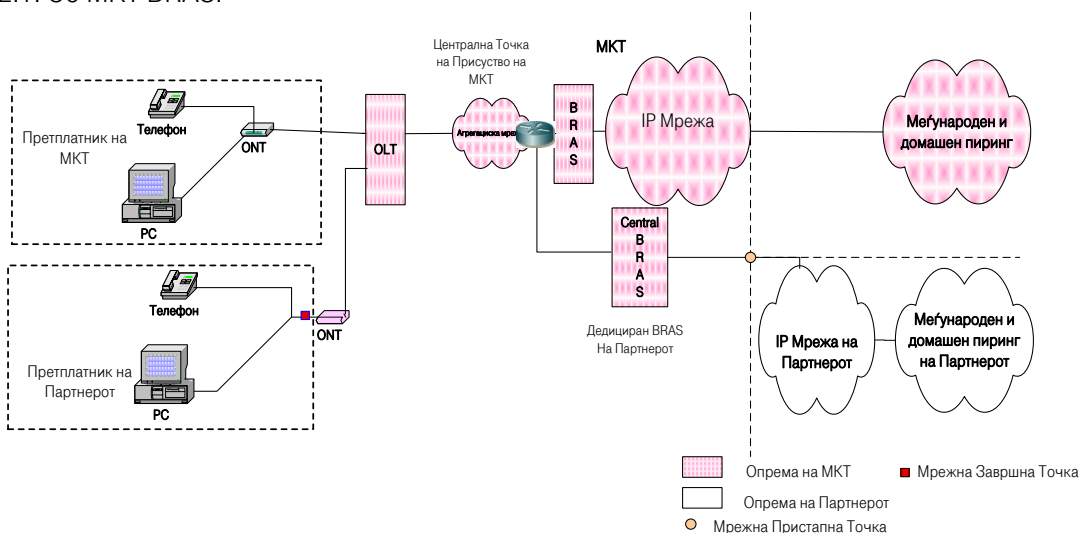 Централна Точка
на Присуство на
МКТ
МКТ
Телефон
Претплатник на
МКТ
ONT
PC
OLT
Агрегациска
B
R
A
S
IP Мрежа
Меѓународен и
домашен пиринг
Central
B
R
A
S
Телефон
ONT
Претплатник на
Партнерот
PC
Дедициран BRAS
На Партнерот
IP Мрежа на
Партнерот
Меѓународен и
домашен пиринг
на Партнерот
Опрема на МКТ
Мрежна Завршна Точка
Опрема на Партнерот
Мрежна Пристапна Точка